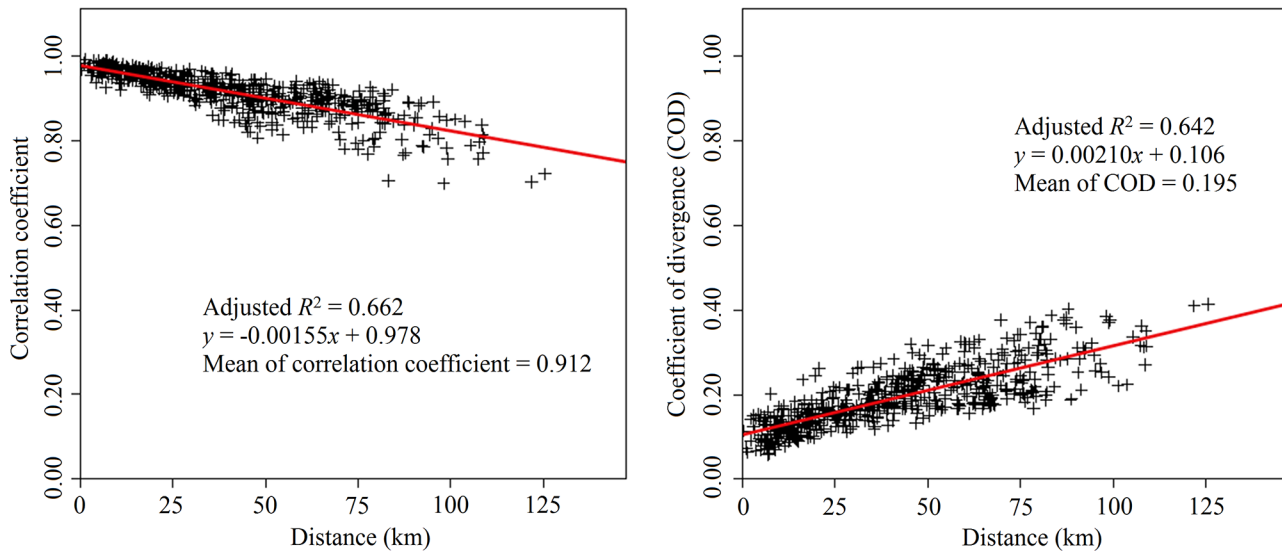 Correlation coefficient
1.00
0.80
0.60
0.40
0.20
0.00
Adjusted R² = 0.662
y = -0.00155x + 0.978
Mean of correlation coefficient = 0.912
0
25
50
75
100
125
Distance (km)
Coefficient of divergence (COD)
1.00
0.80
0.60
0.40
0.20
0.00
Adjusted R² = 0.642
y = 0.00210x + 0.106
Mean of COD = 0.195
0
25
50
75
100
125
Distance (km)